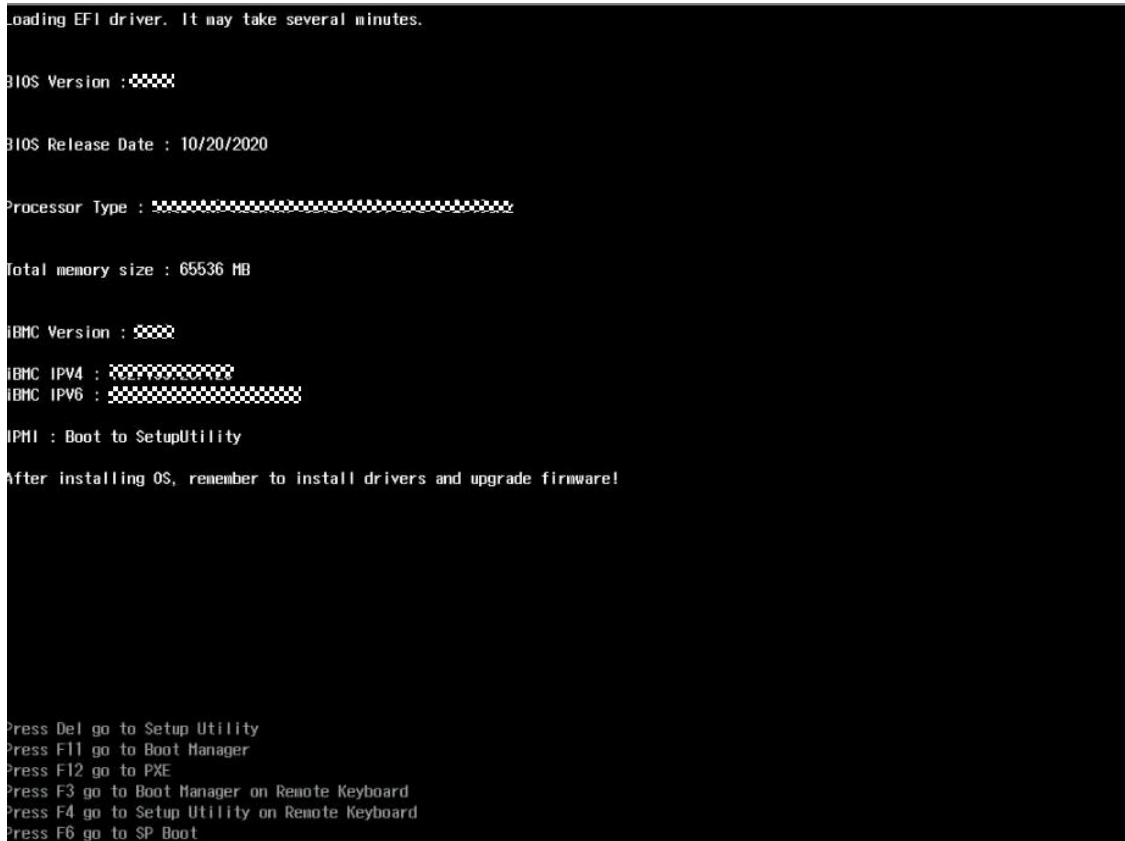 Loading EFI driver. It may take several minutes.
BIOS Version :
BIOS Release Date : 10/20/2020
Processor Type :
Total memory size : 65536 MB
iBMC Version :
iBMC IPV4 :
iBMC IPV6 :
IPMI : Boot to SetupUtility
After installing OS, remember to install drivers and upgrade firmware!
Press Del go to Setup Utility
Press F11 go to Boot Manager
Press F12 go to PXE
Press F3 go to Boot Manager on Remote Keyboard
Press F4 go to Setup Utility on Remote Keyboard
Press F6 go to SP Boot